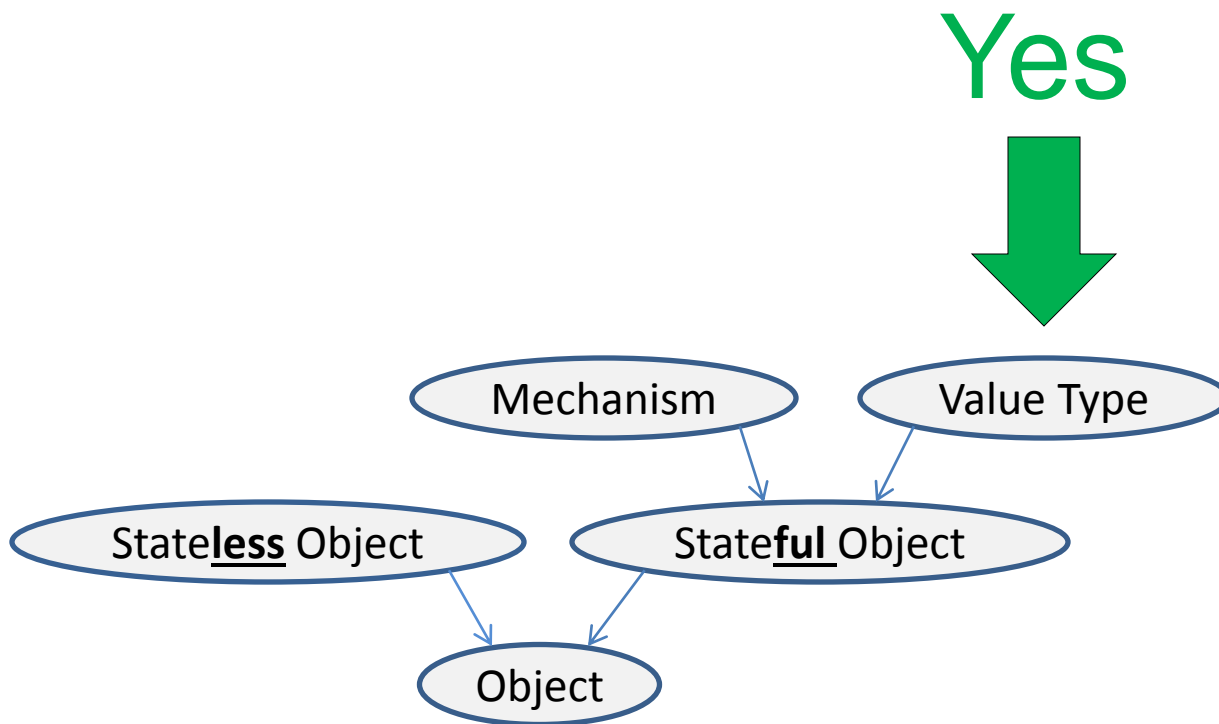 Yes
Mechanism
Value Type
Stateless Object
Stateful Object
Object